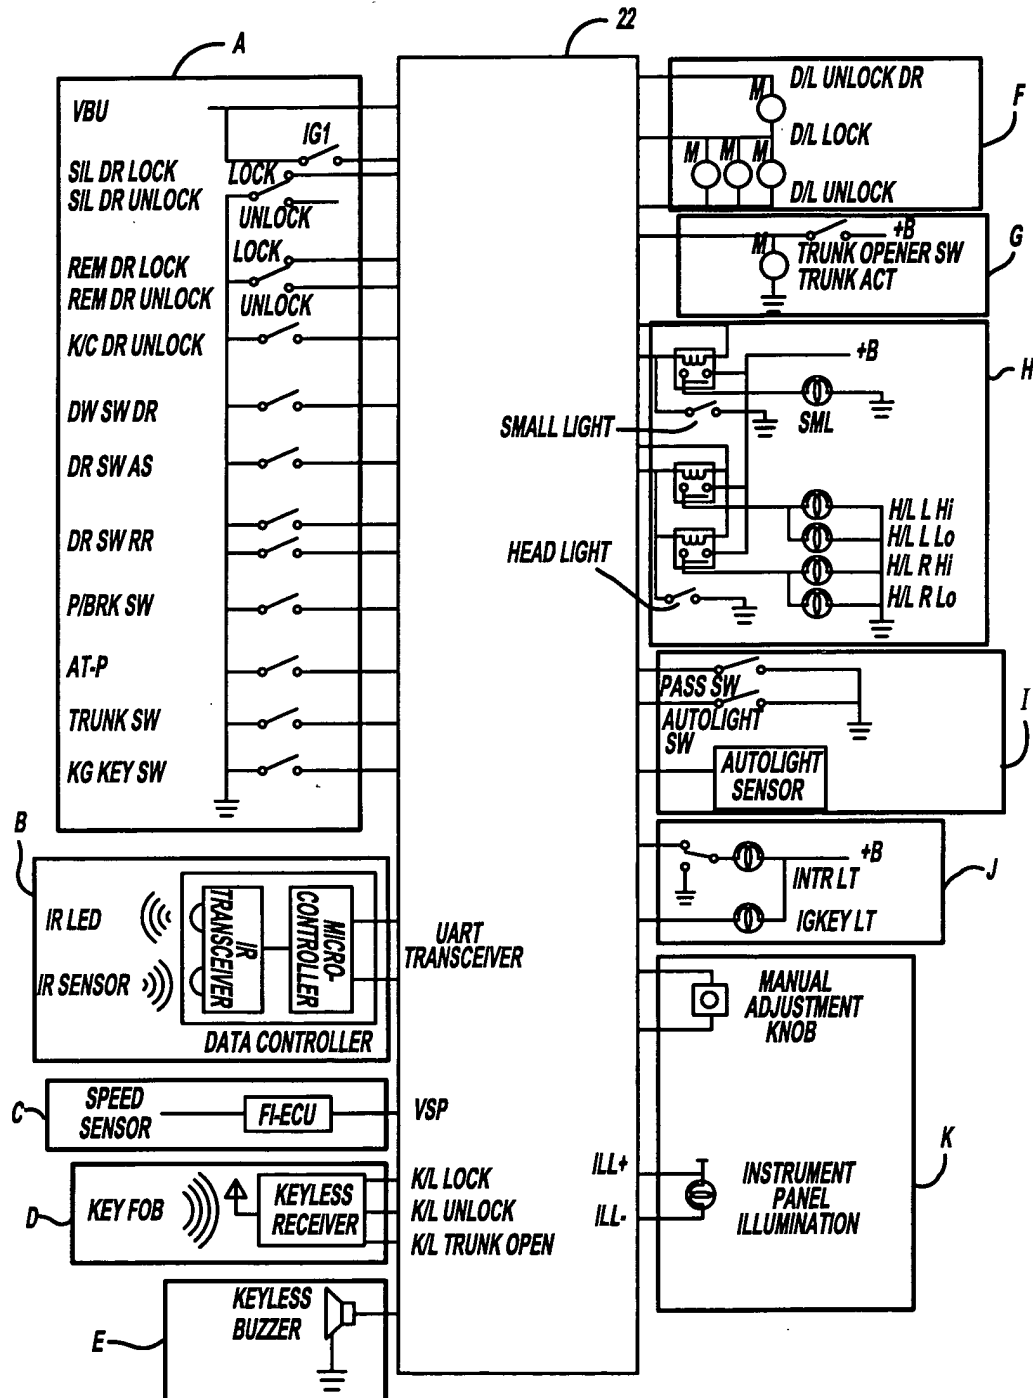 A
22
VBU
IG1
SIL DR LOCK
LOCK
SIL DR UNLOCK
UNLOCK
LOCK
REM DR LOCK
REM DR UNLOCK
UNLOCK
K/C DR UNLOCK
DW SW DR
DR SW AS
DR SW RR
P/BRK SW
AT-P
TRUNK SW
KG KEY SW
B
IR LED
IR SENSOR
IR
TRANSCEIVER
MICRO-
CONTROLLER
DATA CONTROLLER
UART
TRANSCEIVER
C
SPEED
SENSOR
FI-ECU
VSP
D
KEY FOB
KEYLESS
RECEIVER
K/L LOCK
K/L UNLOCK
K/L TRUNK OPEN
E
KEYLESS
BUZZER
F
M
D/L UNLOCK DR
D/L LOCK
M
M
M
D/L UNLOCK
G
+B
M
TRUNK OPENER SW
TRUNK ACT
H
+B
SML
SMALL LIGHT
H/L L Hi
H/L L Lo
H/L R Hi
H/L R Lo
HEAD LIGHT
I
PASS SW
AUTOLIGHT
SW
AUTOLIGHT
SENSOR
J
+B
INTR LT
IGKEY LT
K
MANUAL
ADJUSTMENT
KNOB
ILL+
ILL-
INSTRUMENT
PANEL
ILLUMINATION